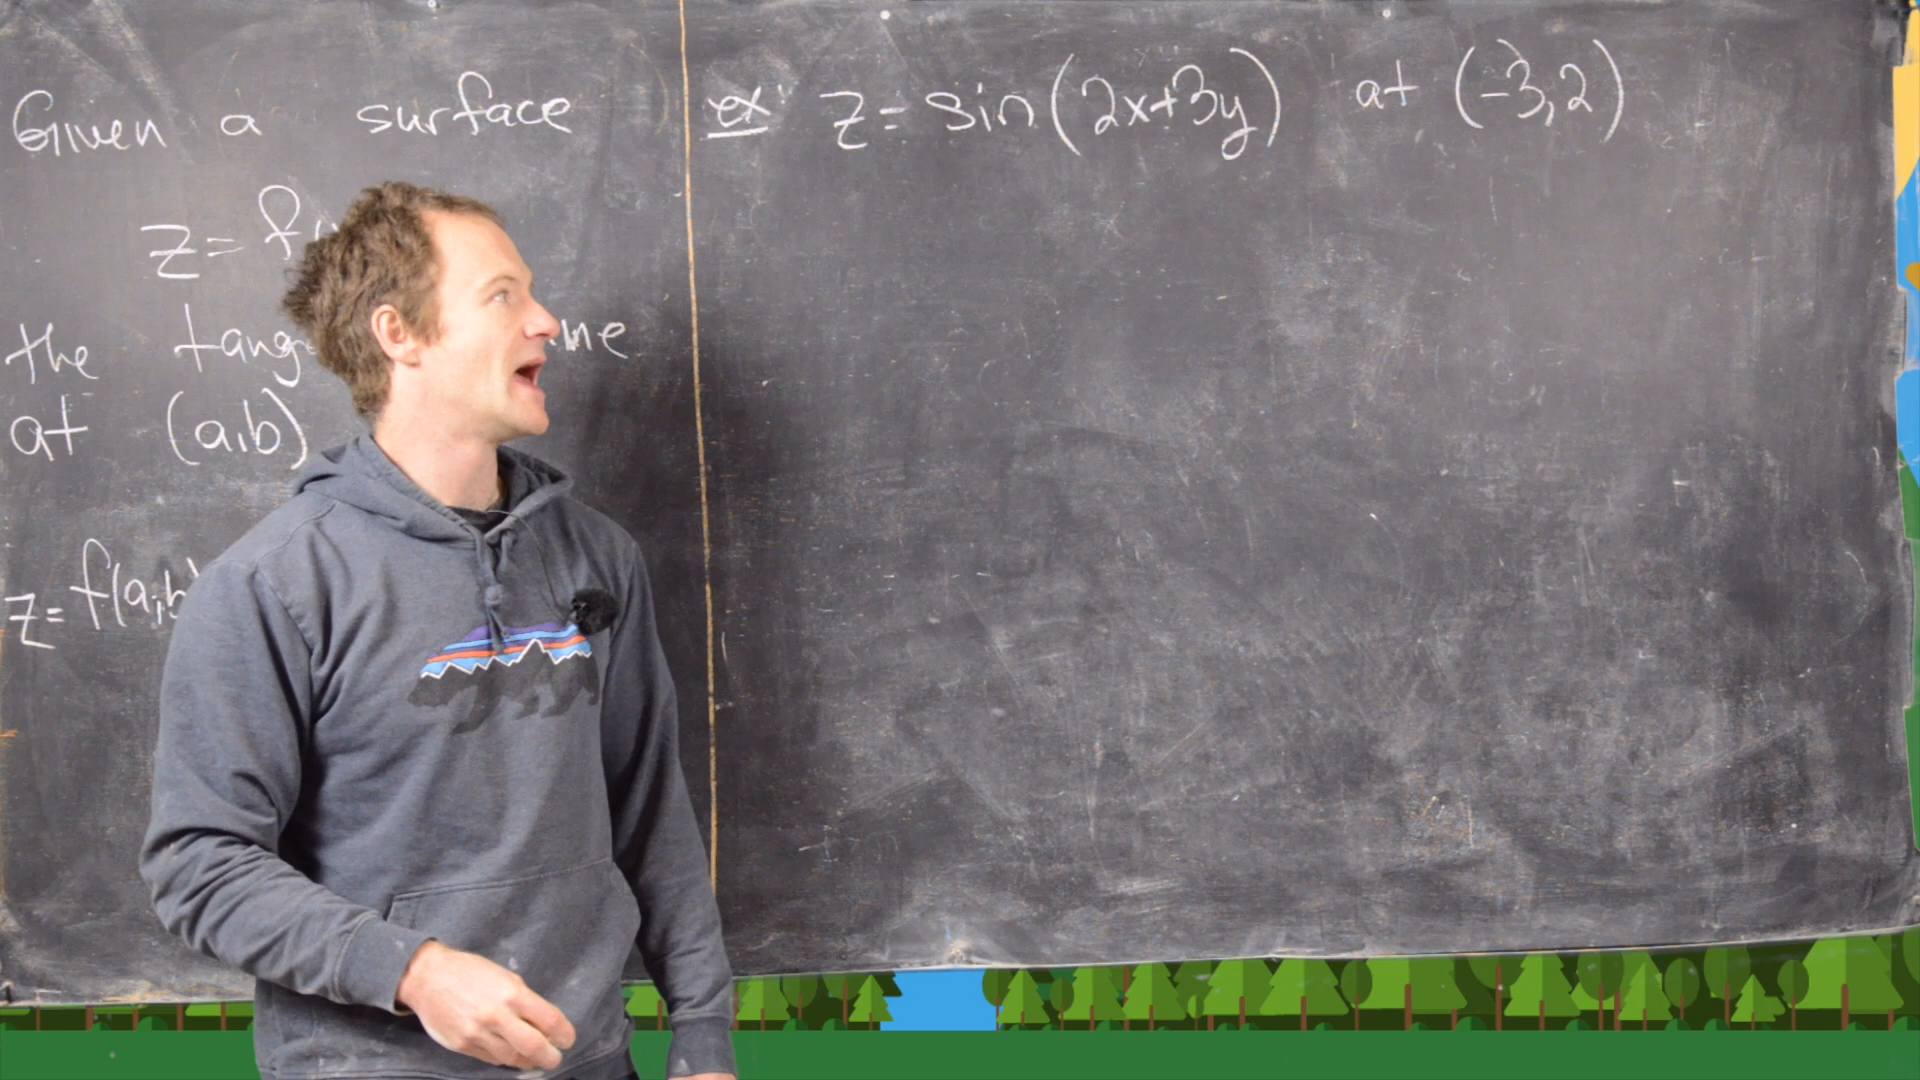 Given a surface
z=f
the tang
at (a,b)
z=f(a,b)
ex: z=sin(2x+3y) at (-3,2)